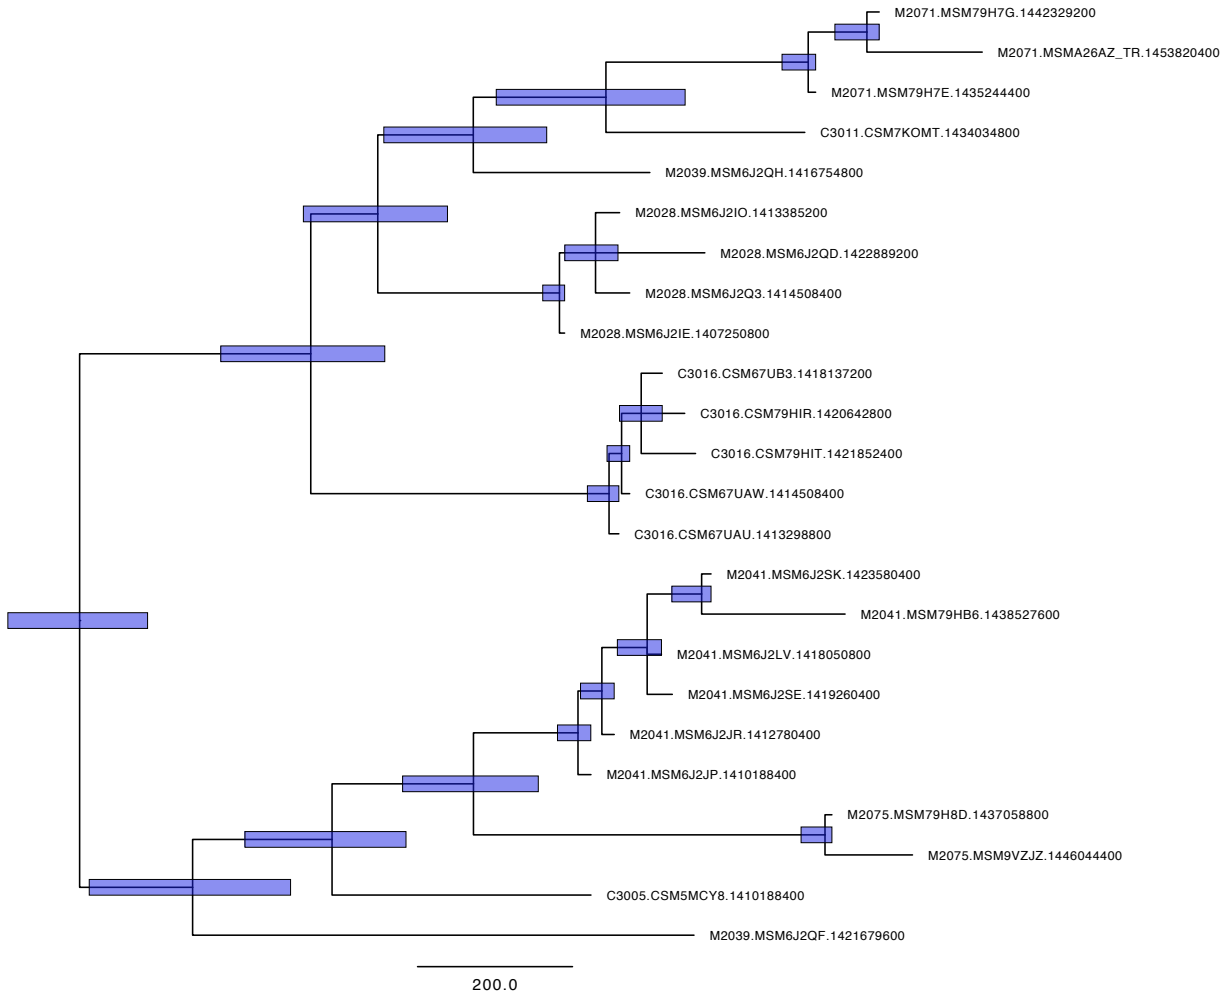 M2071.MSM79H7G.1442329200
M2071.MSMA26AZ_TR.1453820400
M2071.MSM79H7E.1435244400
C3011.CSM7KOMT.1434034800
M2039.MSM6J2QH.1416754800
M2028.MSM6J2IO.1413385200
M2028.MSM6J2QD.1422889200
M2028.MSM6J2Q3.1414508400
M2028.MSM6J2IE.1407250800
C3016.CSM67UB3.1418137200
C3016.CSM79HIR.1420642800
C3016.CSM79HIT.1421852400
C3016.CSM67UAW.1414508400
C3016.CSM67UAU.1413298800
M2041.MSM6J2SK.1423580400
M2041.MSM79HB6.1438527600
M2041.MSM6J2LV.1418050800
M2041.MSM6J2SE.1419260400
M2041.MSM6J2JR.1412780400
M2041.MSM6J2JP.1410188400
M2075.MSM79H8D.1437058800
M2075.MSM9VZJZ.1446044400
C3005.CSM5MCY8.1410188400
M2039.MSM6J2QF.1421679600
200.0